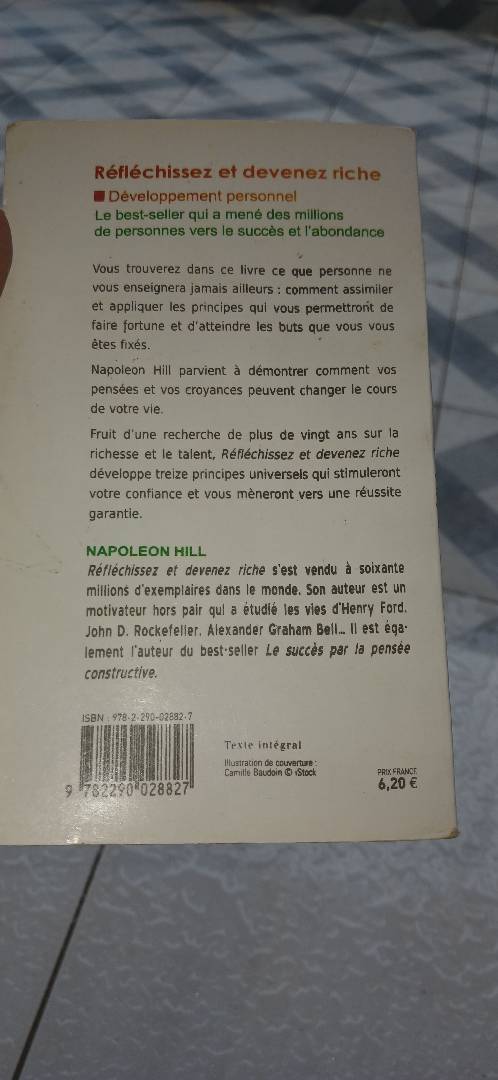 Réfléchissez et devenez riche
Développement personnel
Le best-seller qui a mené des millions
de personnes vers le succès et l'abondance
Vous trouverez dans ce livre ce que personne ne
vous enseignera jamais ailleurs : comment assimiler
et appliquer les principes qui vous permettront de
faire fortune et d'atteindre les buts que vous vous
êtes fixés.
Napoleon Hill parvient à démontrer comment vos
pensées et vos croyances peuvent changer le cours
de votre vie.
Fruit d'une recherche de plus de vingt ans sur la
richesse et le talent, Réfléchissez et devenez riche
développe treize principes universels qui stimuleront
votre confiance et vous mèneront vers une réussite
garantie.
NAPOLEON HILL
Réfléchissez et devenez riche s'est vendu à soixante
millions d'exemplaires dans le monde. Son auteur est un
motivateur hors pair qui a étudié les vies d'Henry Ford,
John D. Rockefeller, Alexander Graham Bell... Il est éga-
lement l'auteur du best-seller Le succès par la pensée
constructive.
ISBN : 978-2-290-02882-7
9 782290 028827
Texte intégral
Illustration de couverture :
Camille Baudoin © iStock
PRIX FRANCE
6,20 €